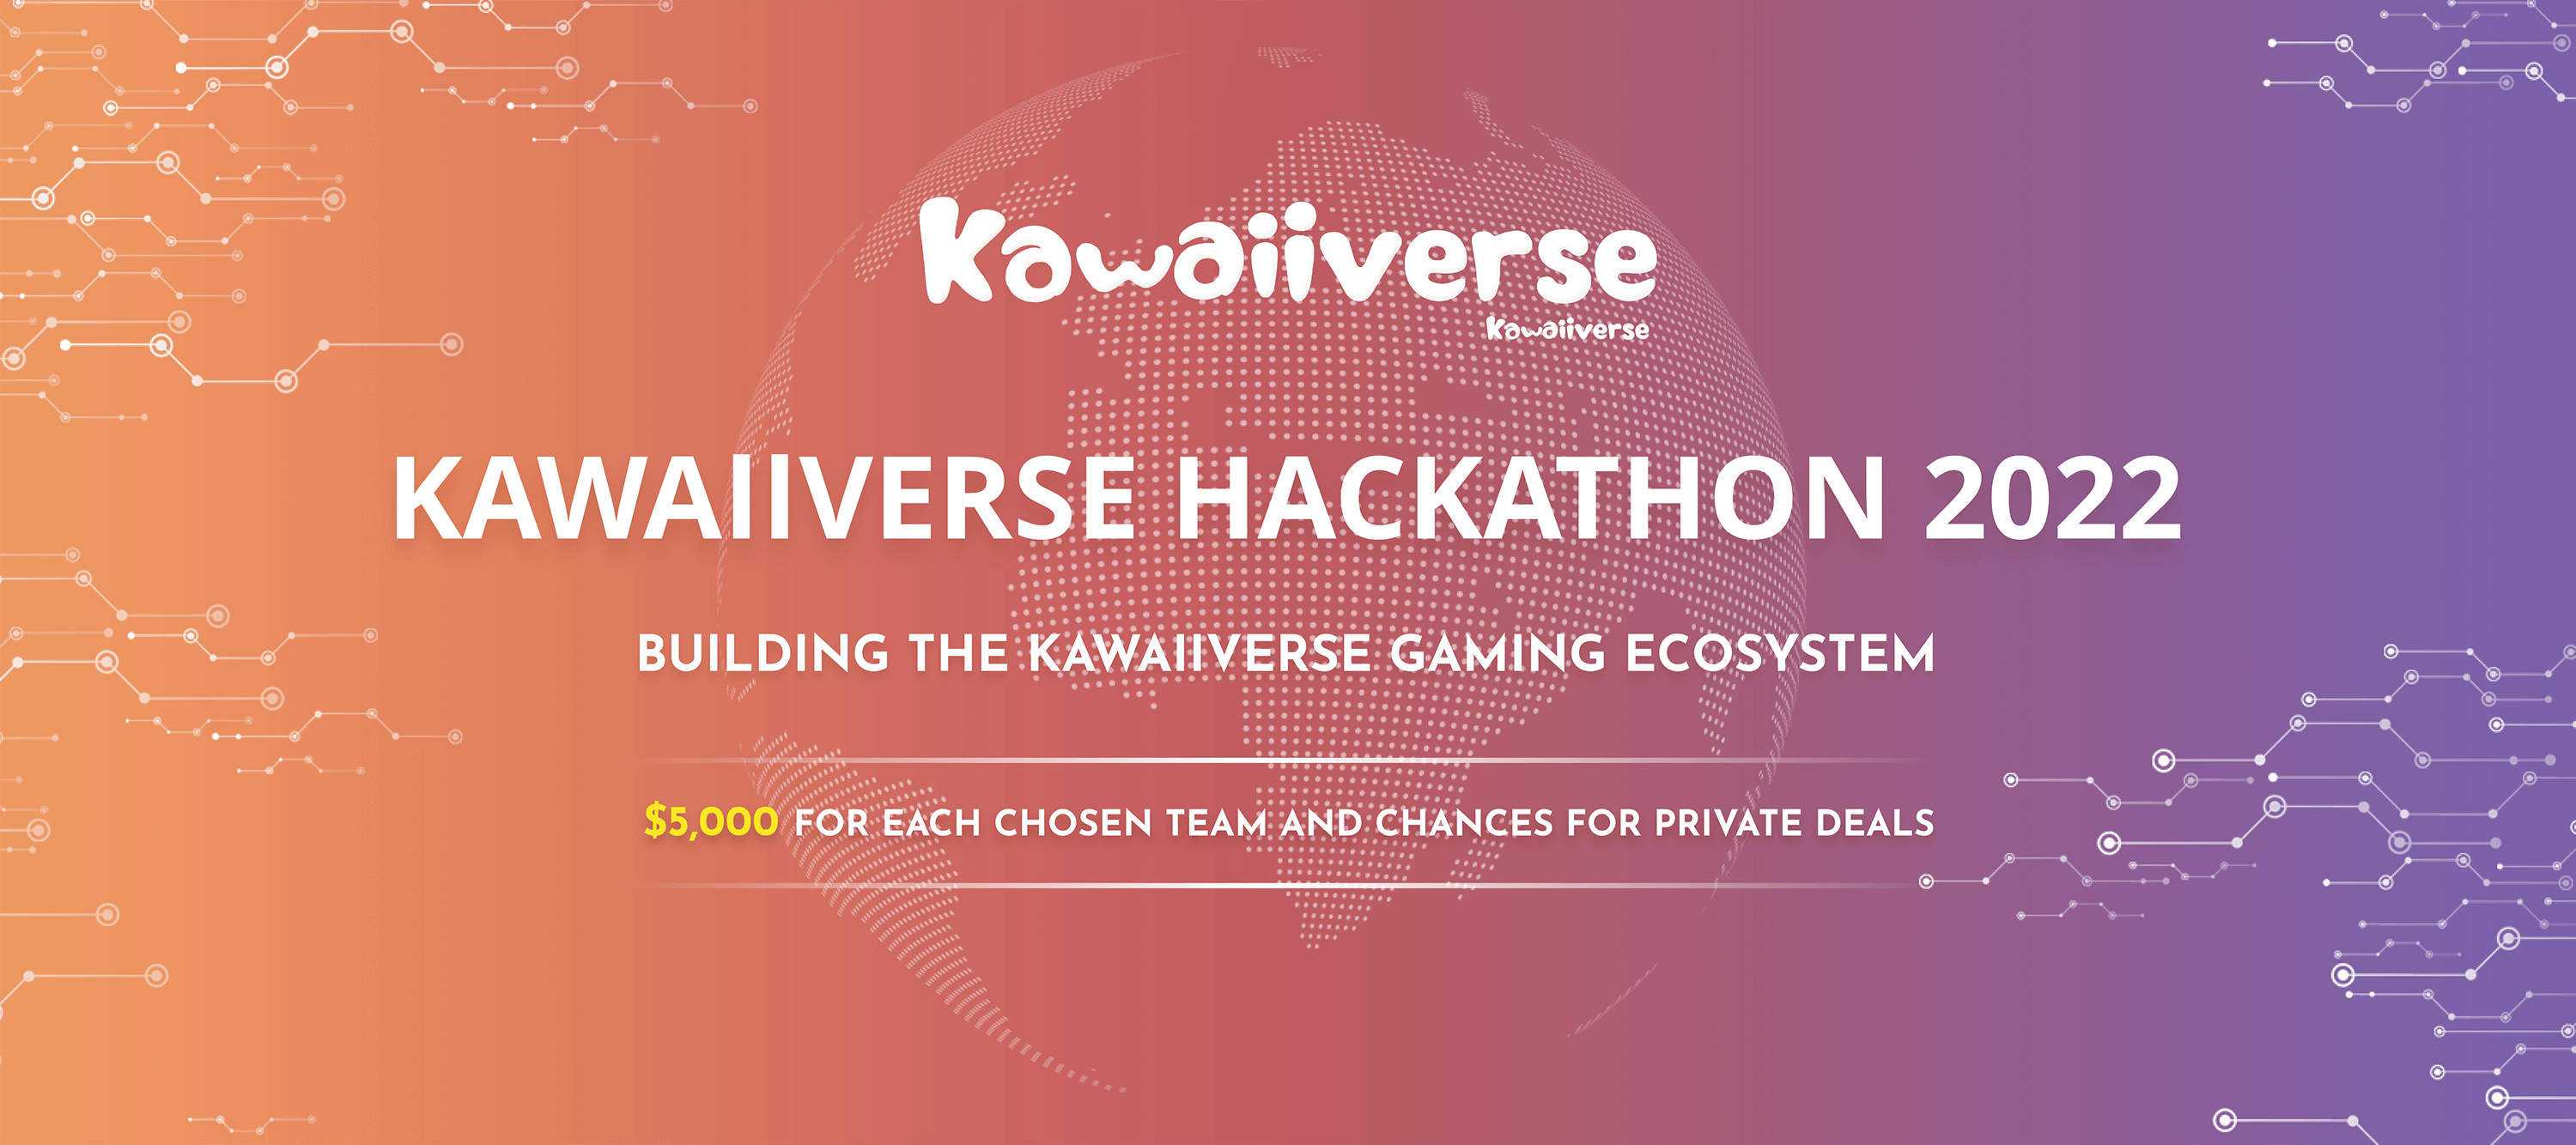 Kawaiiverse
Kawaiiverse
KAWAIIVERSE HACKATHON 2022
BUILDING THE KAWAIIVERSE GAMING ECOSYSTEM
$5,000 FOR EACH CHOSEN TEAM AND CHANCES FOR PRIVATE DEALS